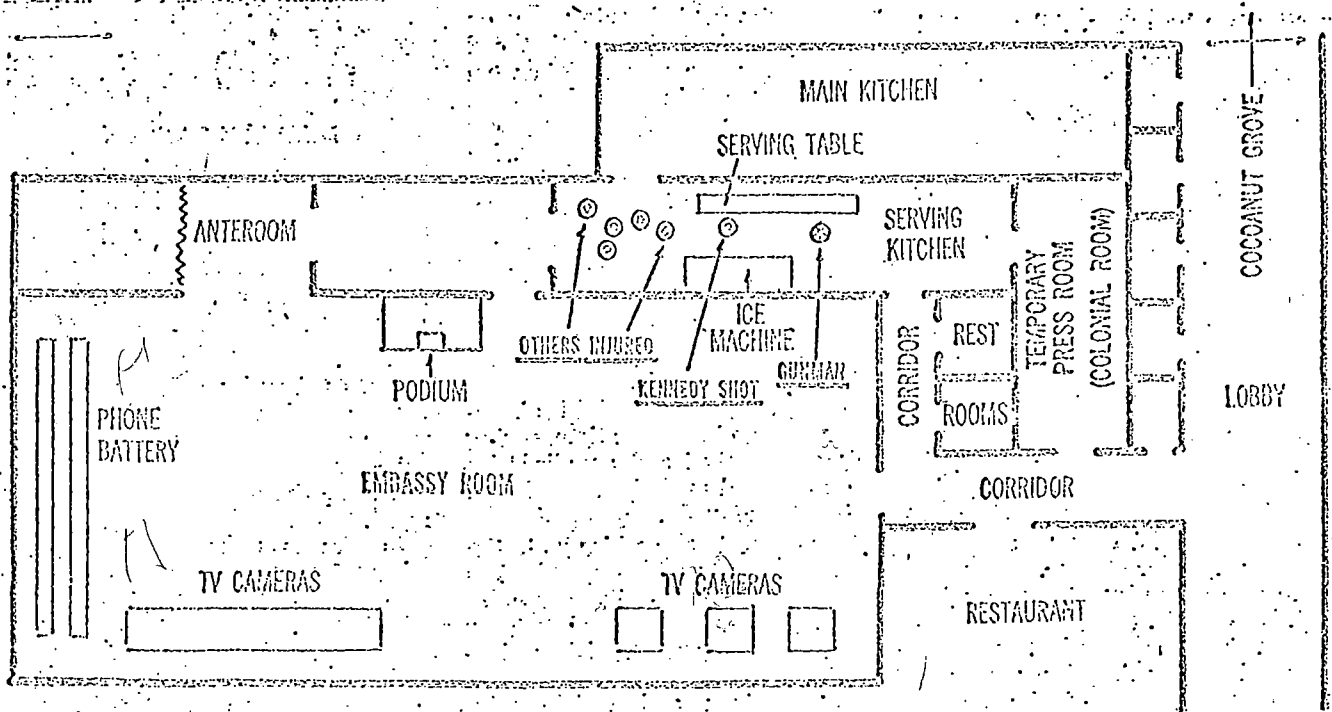 MAIN KITCHEN
SERVING TABLE
COCOANUT GROVE
ANTEROOM
SERVING
KITCHEN
TEMPORARY
PRESS ROOM
(COLONIAL ROOM)
OTHERS INJURED
ICE
MACHINE
KENNEDY SHOT
GUNMAN
REST
ROOMS
CORRIDOR
PODIUM
LOBBY
PHONE
BATTERY
EMBASSY ROOM
CORRIDOR
TV CAMERAS
TV CAMERAS
RESTAURANT